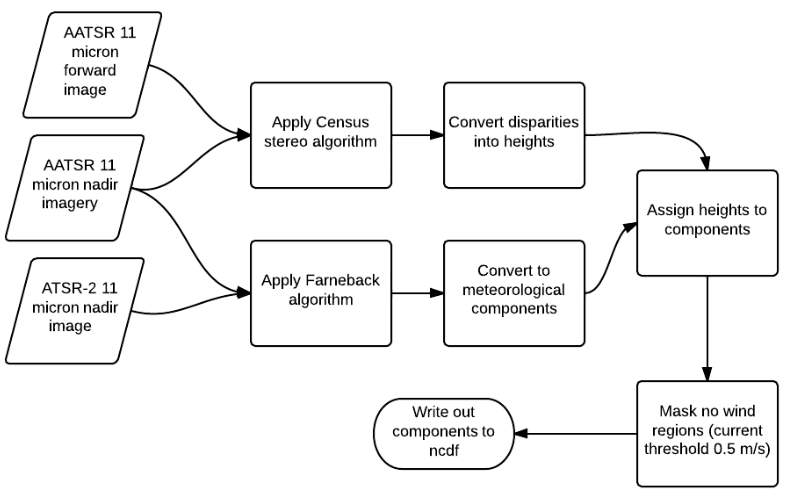 AATSR 11
micron
forward
image
AATSR 11
micron nadir
imagery
ATSR-2 11
micron nadir
image
Apply Census
stereo algorithm
Convert disparities
into heights
Apply Farneback
algorithm
Convert to
meteorological
components
Assign heights to
components
Mask no wind
regions (current
threshold 0.5 m/s)
Write out
components to
ncdf